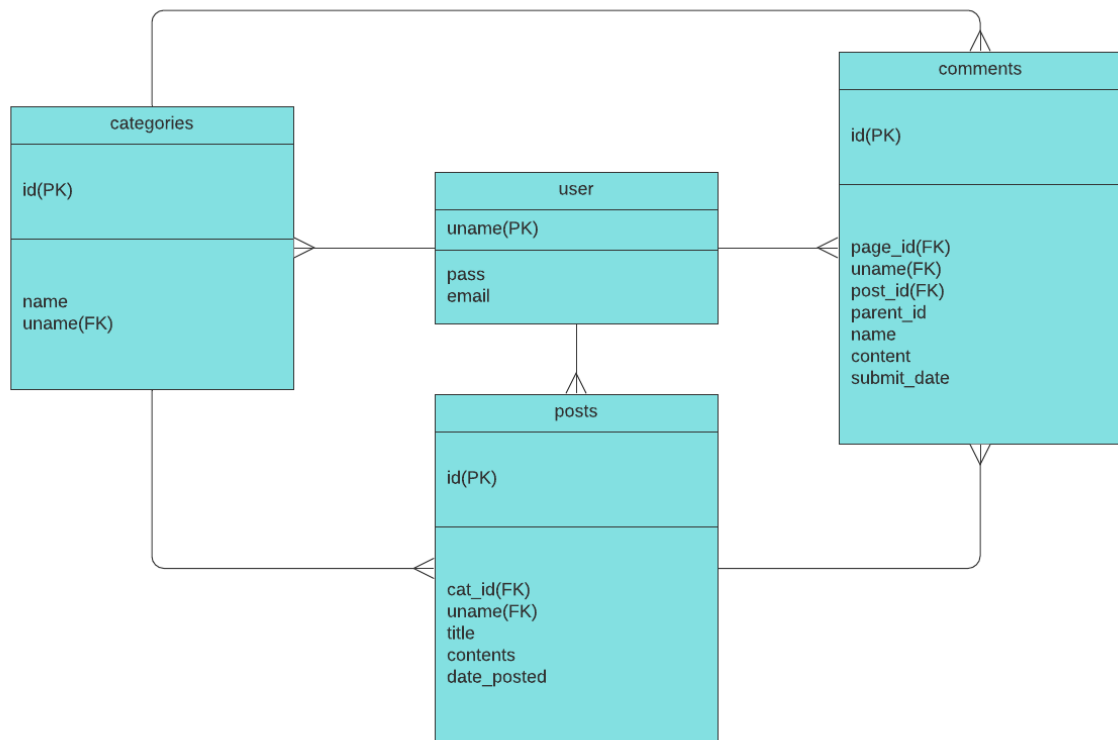 categories
id(PK)
name
uname(FK)
user
uname(PK)
pass
email
comments
id(PK)
page_id(FK)
uname(FK)
post_id(FK)
parent_id
name
content
submit_date
posts
id(PK)
cat_id(FK)
uname(FK)
title
contents
date_posted